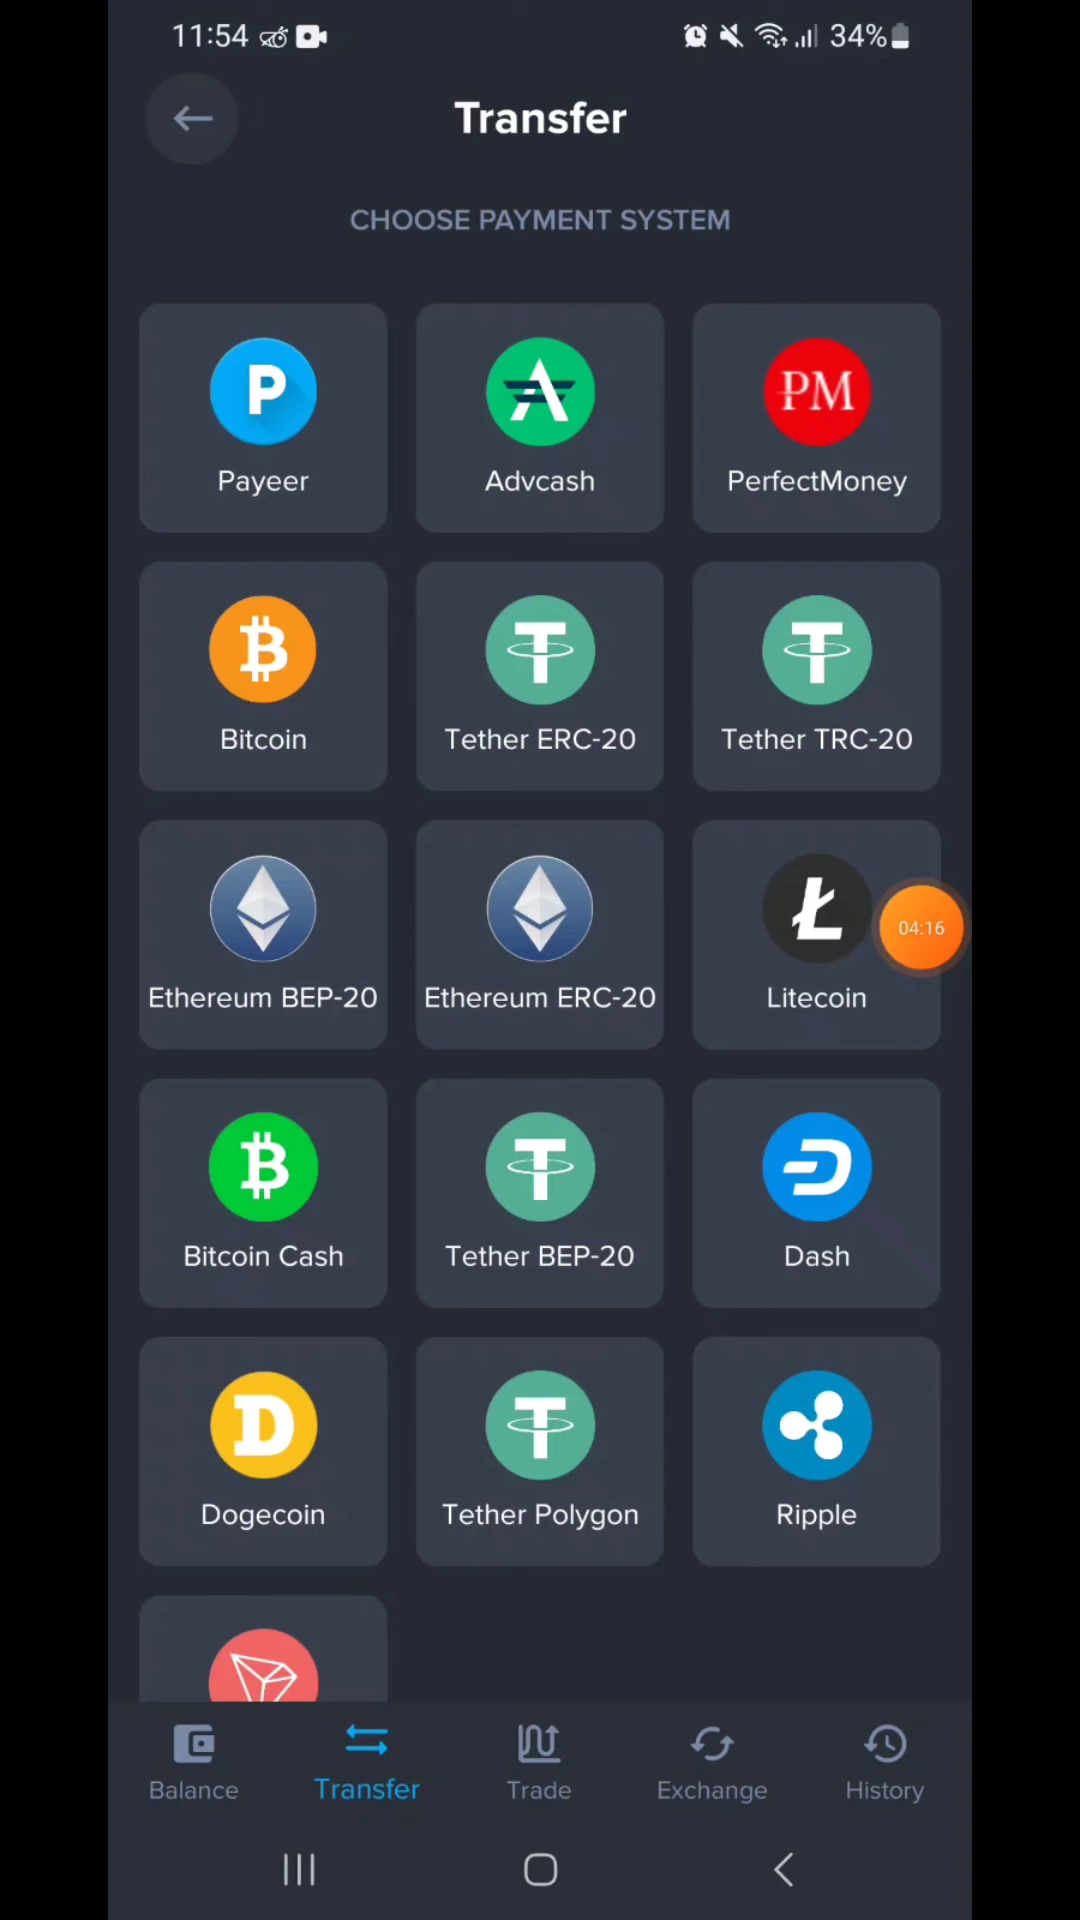 11:54 34%
Transfer
CHOOSE PAYMENT SYSTEM
P PM
Payeer Advcash PerfectMoney
Bitcoin Tether ERC-20 Tether TRC-20
04:16
Ethereum BEP-20 Ethereum ERC-20 Litecoin
Bitcoin Cash Tether BEP-20 Dash
Dogecoin Tether Polygon Ripple
Balance Transfer Trade Exchange History